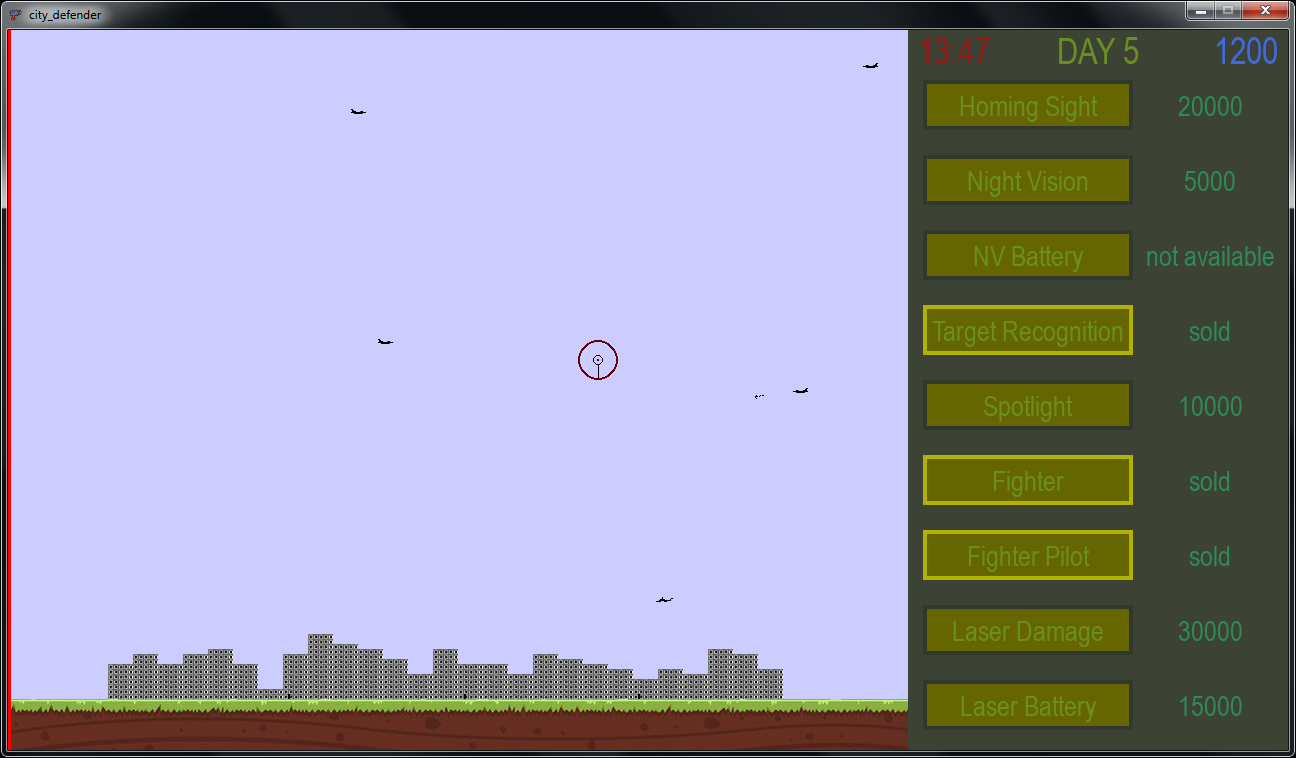 city_defender
13:47 DAY 5 1200
Homing Sight 20000
Night Vision 5000
NV Battery not available
Target Recognition sold
Spotlight 10000
Fighter sold
Fighter Pilot sold
Laser Damage 30000
Laser Battery 15000